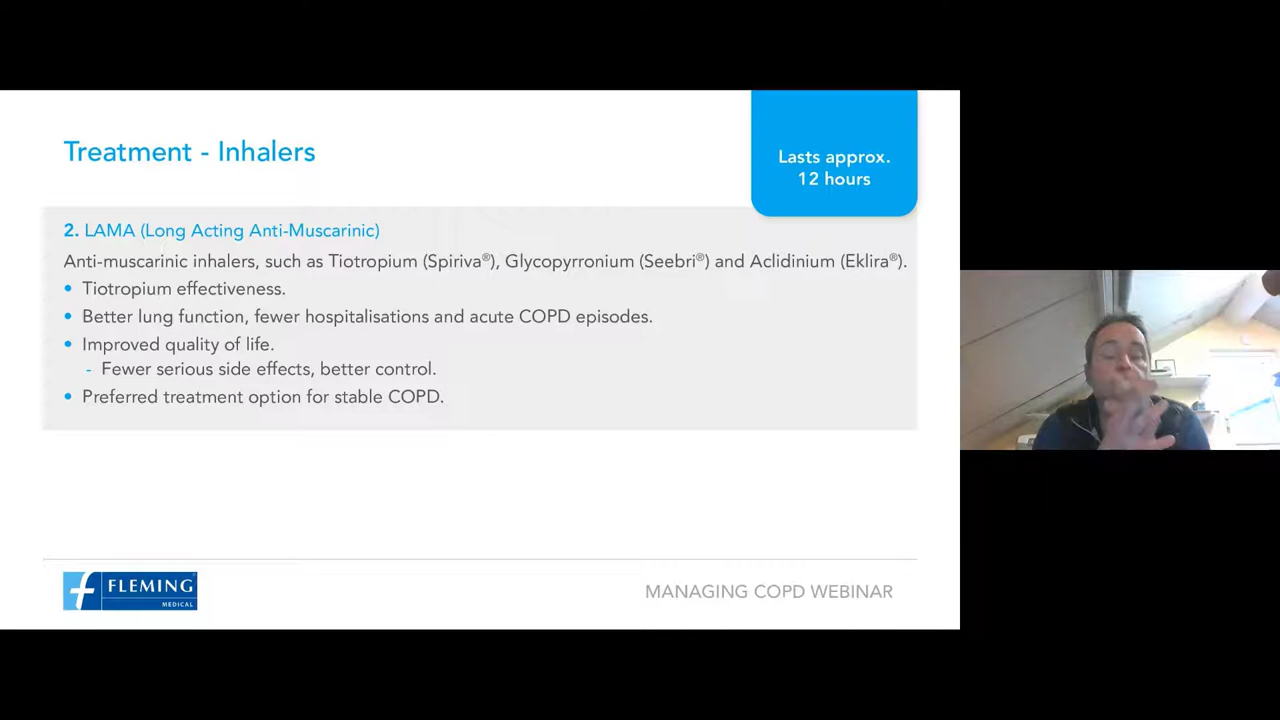 Treatment - Inhalers
Lasts approx.
12 hours
2. LAMA (Long Acting Anti-Muscarinic)
Anti-muscarinic inhalers, such as Tiotropium (Spiriva®), Glycopyrronium (Seebri®) and Aclidinium (Eklira®).
• Tiotropium effectiveness.
• Better lung function, fewer hospitalisations and acute COPD episodes.
• Improved quality of life.
- Fewer serious side effects, better control.
• Preferred treatment option for stable COPD.
FLEMING®
MEDICAL
MANAGING COPD WEBINAR